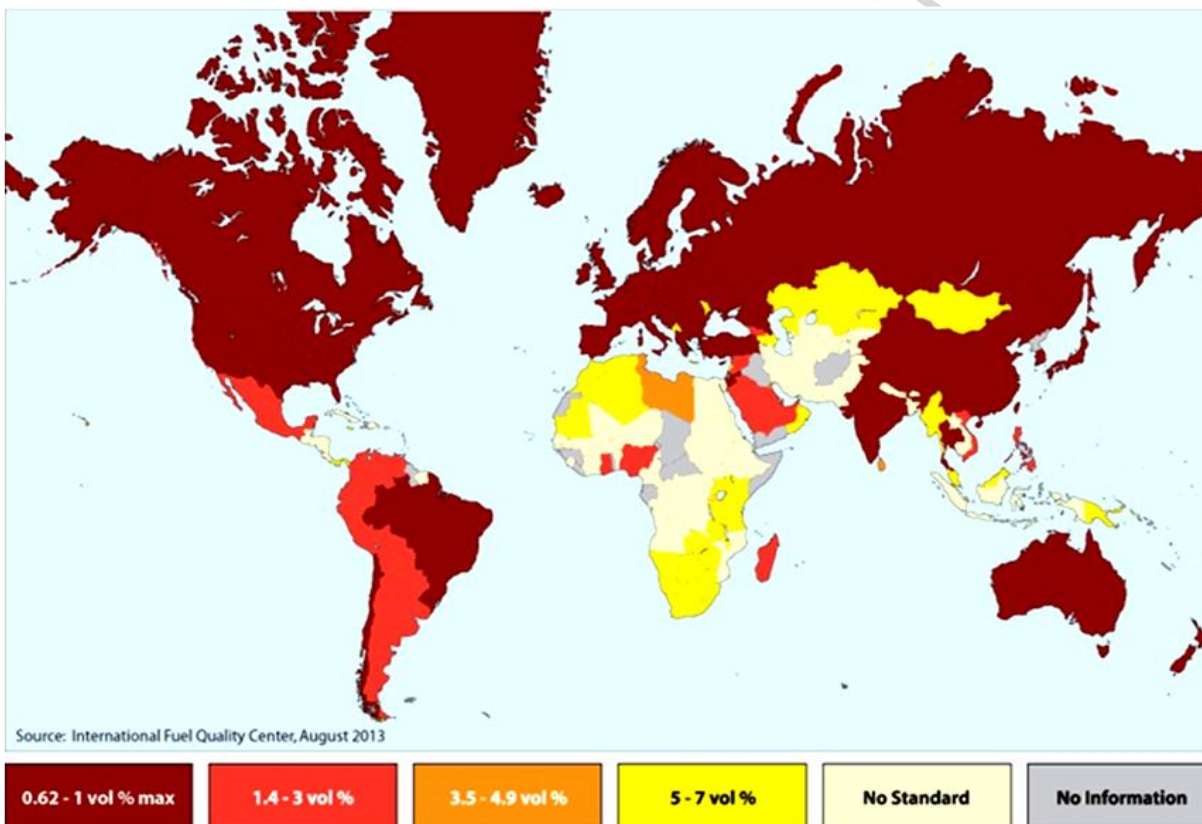 Source: International Fuel Quality Center, August 2013
0.62 - 1 vol % max
1.4 - 3 vol %
3.5 - 4.9 vol %
5 - 7 vol %
No Standard
No Information